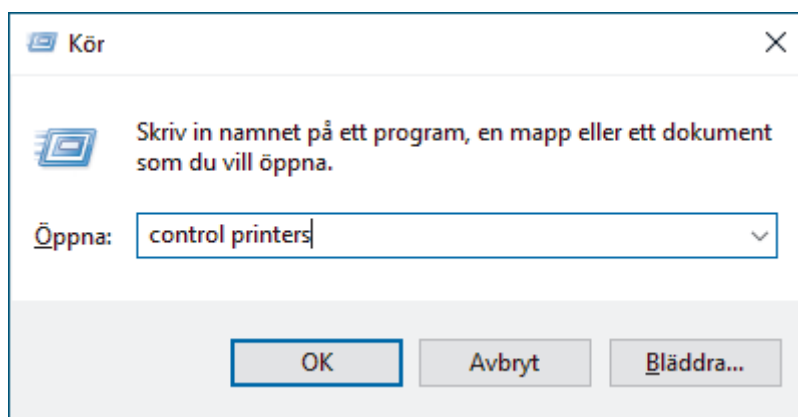 Kör
Skriv in namnet på ett program, en mapp eller ett dokument
som du vill öppna.
Öppna: control printers
OK Avbryt Bläddra...